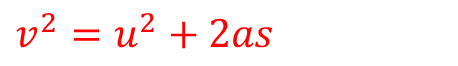 v² = u² + 2as